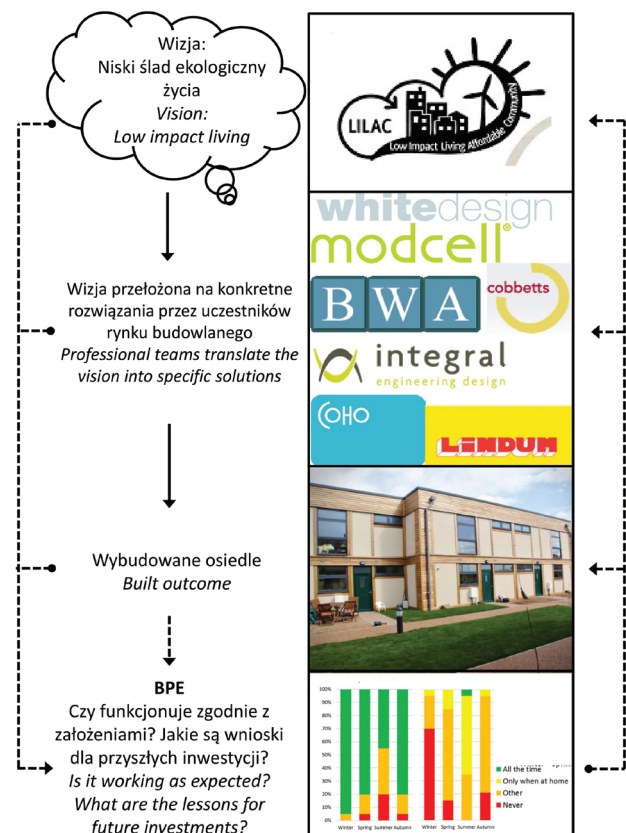 Wizja:
Niski ślad ekologiczny
życia
Vision:
Low impact living
LILAC
Low Impact Living Affordable Community
whitedesign
modcell®
BWA
cobbetts
integral
engineering design
COHO
LINDUM
Wizja przełożona na konkretne
rozwiązania przez uczestników
rynku budowlanego
Professional teams translate the
vision into specific solutions
Wybudowane osiedle
Built outcome
BPE
Czy funkcjonuje zgodnie z
założeniami? Jakie są wnioski
dla przyszłych inwestycji?
Is it working as expected?
What are the lessons for
future investments?
100%
90%
80%
70%
60%
50%
40%
30%
20%
10%
0%
Winter Spring Summer Autumn Winter Spring Summer Autumn
All the time
Only when at home
Other
Never